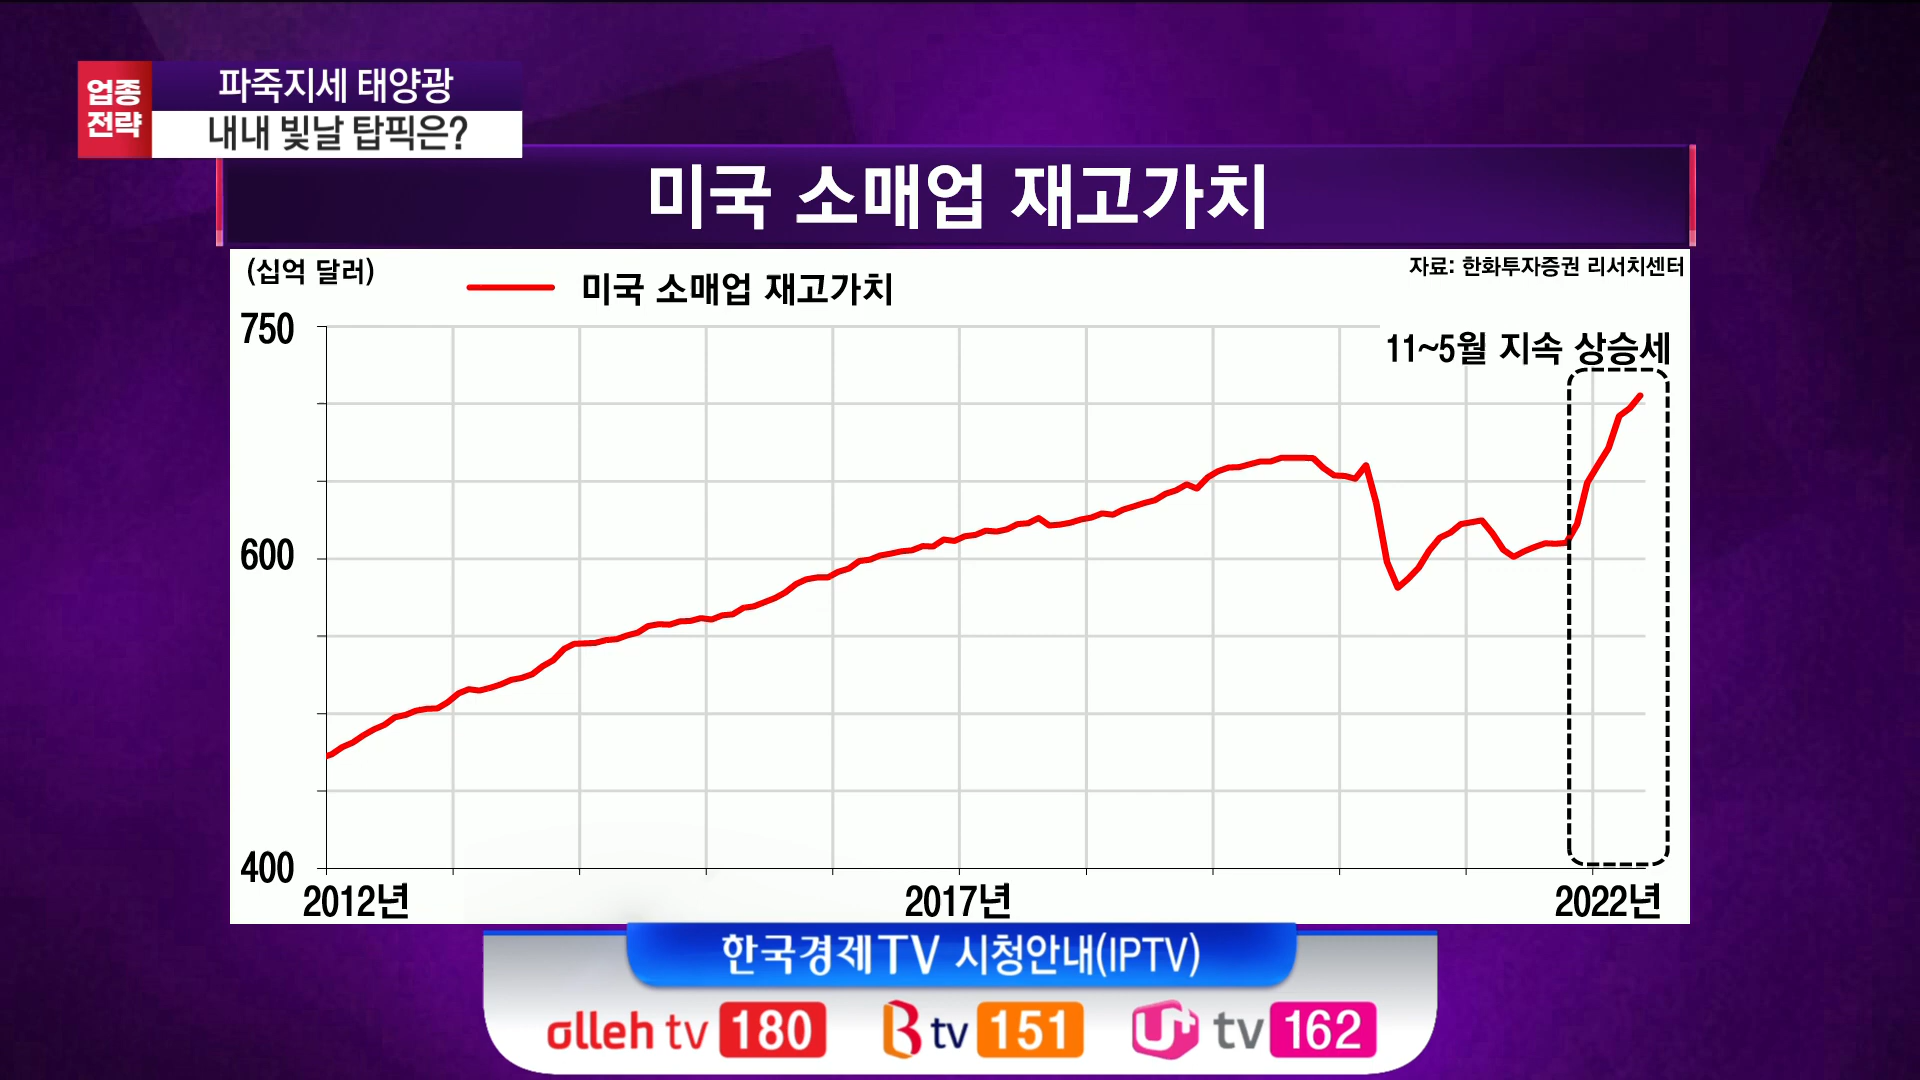 업종
전략
파죽지세 태양광
내내 빛날 탑픽은?
미국 소매업 재고가치
(십억 달러)
미국 소매업 재고가치
자료: 한화투자증권 리서치센터
11~5월 지속 상승세
750
600
400
2012년
2017년
2022년
한국경제TV 시청안내(IPTV)
olleh tv 180
B tv 151
U+ tv 162